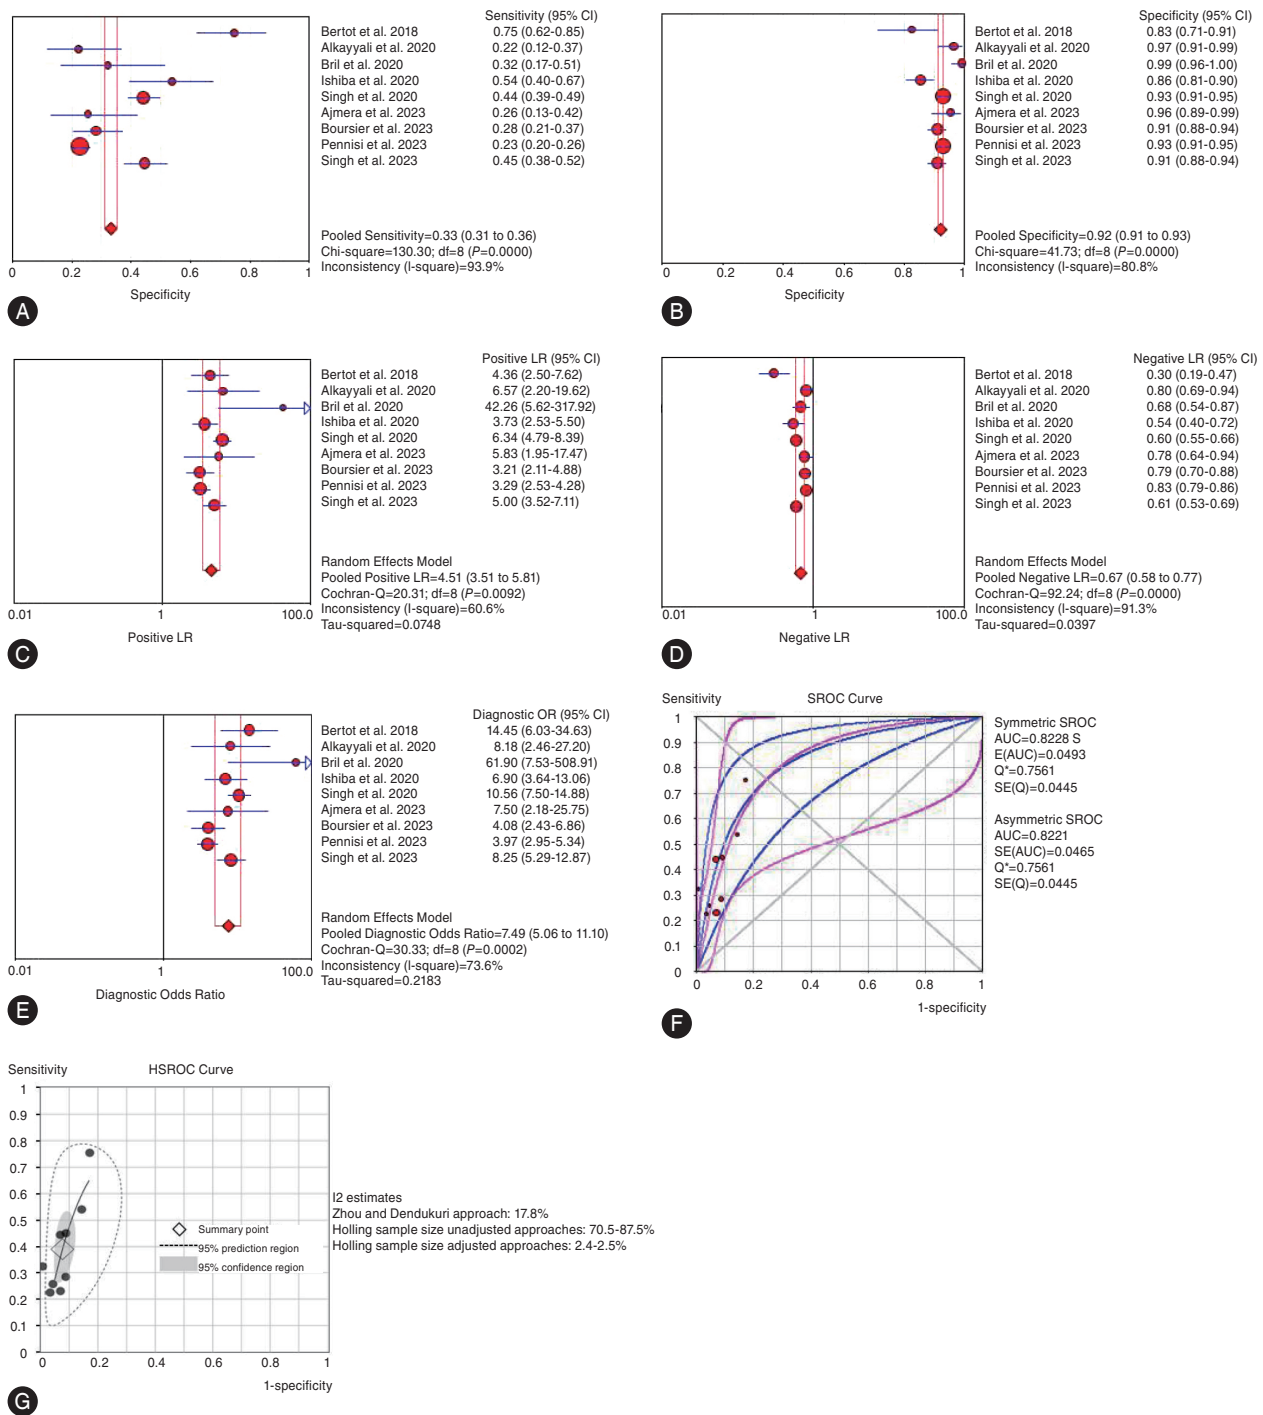 Sensitivity (95% CI)
Bertot et al. 2018 0.75 (0.62-0.85)
Alkayyali et al. 2020 0.22 (0.12-0.37)
Bril et al. 2020 0.32 (0.17-0.51)
Ishiba et al. 2020 0.54 (0.40-0.67)
Singh et al. 2020 0.44 (0.39-0.49)
Ajmera et al. 2023 0.26 (0.13-0.42)
Boursier et al. 2023 0.28 (0.21-0.37)
Pennisi et al. 2023 0.23 (0.20-0.26)
Singh et al. 2023 0.45 (0.38-0.52)
Pooled Sensitivity=0.33 (0.31 to 0.36)
Chi-square=130.30; df=8 (P=0.0000)
Inconsistency (I-square)=93.9%
0 0.2 0.4 0.6 0.8 1
Specificity
A
Specificity (95% CI)
Bertot et al. 2018 0.83 (0.71-0.91)
Alkayyali et al. 2020 0.97 (0.91-0.99)
Bril et al. 2020 0.99 (0.96-1.00)
Ishiba et al. 2020 0.86 (0.81-0.90)
Singh et al. 2020 0.93 (0.91-0.95)
Ajmera et al. 2023 0.96 (0.89-0.99)
Boursier et al. 2023 0.91 (0.88-0.94)
Pennisi et al. 2023 0.93 (0.91-0.95)
Singh et al. 2023 0.91 (0.88-0.94)
Pooled Specificity=0.92 (0.91 to 0.93)
Chi-square=41.73; df=8 (P=0.0000)
Inconsistency (I-square)=80.8%
0 0.2 0.4 0.6 0.8 1
Specificity
B
Positive LR (95% CI)
Bertot et al. 2018 4.36 (2.50-7.62)
Alkayyali et al. 2020 6.57 (2.20-19.62)
Bril et al. 2020 42.26 (5.62-317.92)
Ishiba et al. 2020 3.73 (2.53-5.50)
Singh et al. 2020 6.34 (4.79-8.39)
Ajmera et al. 2023 5.83 (1.95-17.47)
Boursier et al. 2023 3.21 (2.11-4.88)
Pennisi et al. 2023 3.29 (2.53-4.28)
Singh et al. 2023 5.00 (3.52-7.11)
Random Effects Model
Pooled Positive LR=4.51 (3.51 to 5.81)
Cochran-Q=20.31; df=8 (P=0.0092)
Inconsistency (I-square)=60.6%
Tau-squared=0.0748
0.01 1 100.0
Positive LR
C
Negative LR (95% CI)
Bertot et al. 2018 0.30 (0.19-0.47)
Alkayyali et al. 2020 0.80 (0.69-0.94)
Bril et al. 2020 0.68 (0.54-0.87)
Ishiba et al. 2020 0.54 (0.40-0.72)
Singh et al. 2020 0.60 (0.55-0.66)
Ajmera et al. 2023 0.78 (0.64-0.94)
Boursier et al. 2023 0.79 (0.70-0.88)
Pennisi et al. 2023 0.83 (0.79-0.86)
Singh et al. 2023 0.61 (0.53-0.69)
Random Effects Model
Pooled Negative LR=0.67 (0.58 to 0.77)
Cochran-Q=92.24; df=8 (P=0.0000)
Inconsistency (I-square)=91.3%
Tau-squared=0.0397
0.01 1 100.0
Negative LR
D
Diagnostic OR (95% CI)
Bertot et al. 2018 14.45 (6.03-34.63)
Alkayyali et al. 2020 8.18 (2.46-27.20)
Bril et al. 2020 61.90 (7.53-508.91)
Ishiba et al. 2020 6.90 (3.64-13.06)
Singh et al. 2020 10.56 (7.50-14.88)
Ajmera et al. 2023 7.50 (2.18-25.75)
Boursier et al. 2023 4.08 (2.43-6.86)
Pennisi et al. 2023 3.97 (2.95-5.34)
Singh et al. 2023 8.25 (5.29-12.87)
Random Effects Model
Pooled Diagnostic Odds Ratio=7.49 (5.06 to 11.10)
Cochran-Q=30.33; df=8 (P=0.0002)
Inconsistency (I-square)=73.6%
Tau-squared=0.2183
0.01 1 100.0
Diagnostic Odds Ratio
E
Sensitivity SROC Curve
1
0.9
0.8
0.7
0.6
0.5
0.4
0.3
0.2
0.1
0
0 0.2 0.4 0.6 0.8 1
1-specificity
Symmetric SROC
AUC=0.8228 S
E(AUC)=0.0493
Q*=0.7561
SE(Q)=0.0445
Asymmetric SROC
AUC=0.8221
SE(AUC)=0.0465
Q*=0.7561
SE(Q)=0.0445
F
Sensitivity HSROC Curve
1
0.9
0.8
0.7
0.6
0.5
0.4
0.3
0.2
0.1
0
0 0.2 0.4 0.6 0.8 1
1-specificity
Summary point
95% prediction region
95% confidence region
I2 estimates
Zhou and Dendukuri approach: 17.8%
Holling sample size unadjusted approaches: 70.5-87.5%
Holling sample size adjusted approaches: 2.4-2.5%
G